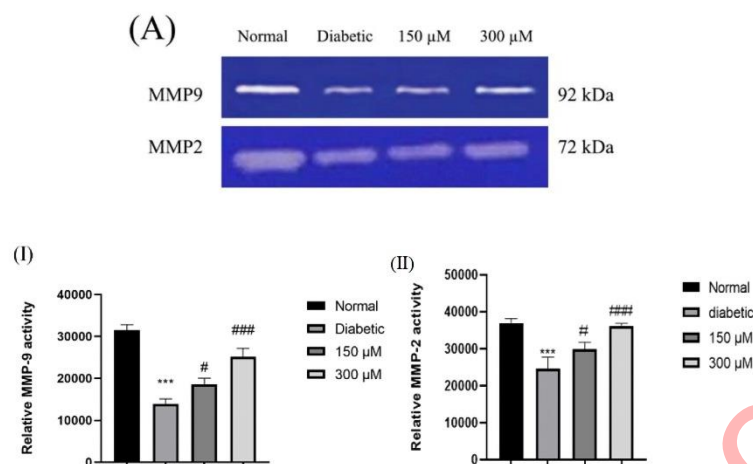 (A)
Normal Diabetic 150 µM 300 µM
MMP9 92 kDa
MMP2 72 kDa
(I)
Relative MMP-9 activity
40000
30000
20000
10000
0
***
#
###
Normal
Diabetic
150 µM
300 µM
(II)
Relative MMP-2 activity
50000
40000
30000
20000
10000
0
***
#
###
Normal
diabetic
150 µM
300 µM